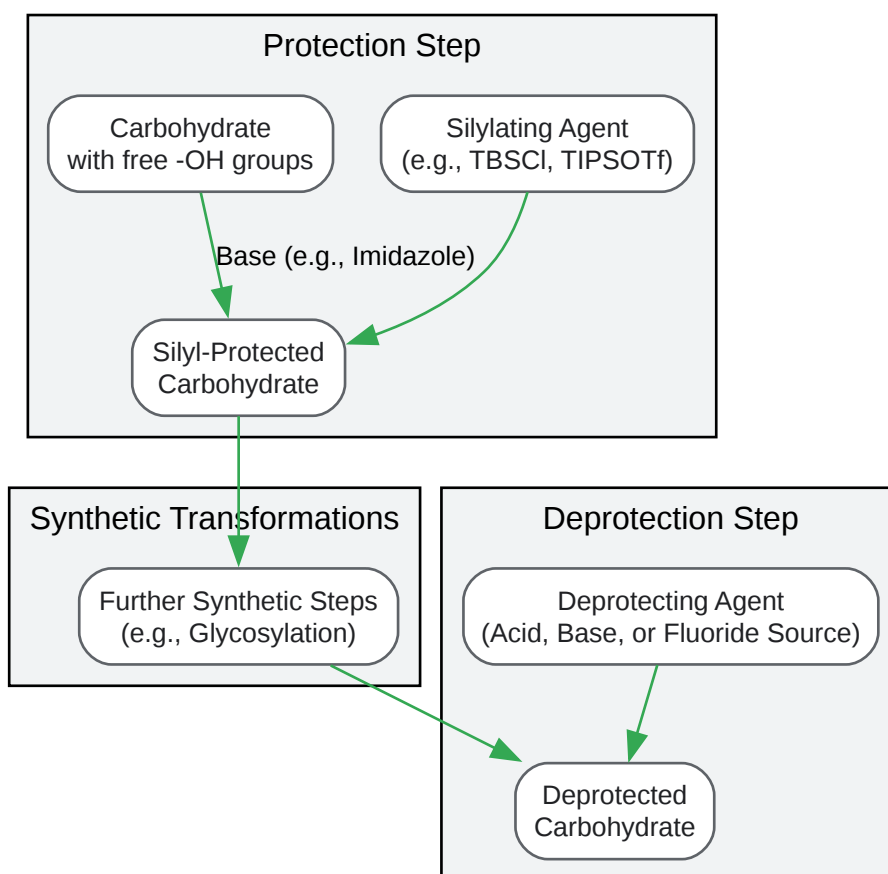 Protection Step
Carbohydrate
with free -OH groups
Silylating Agent
(e.g., TBSCl, TIPSOTf)
Base (e.g., Imidazole)
Silyl-Protected
Carbohydrate
Synthetic Transformations
Further Synthetic Steps
(e.g., Glycosylation)
Deprotection Step
Deprotecting Agent
(Acid, Base, or Fluoride Source)
Deprotected
Carbohydrate